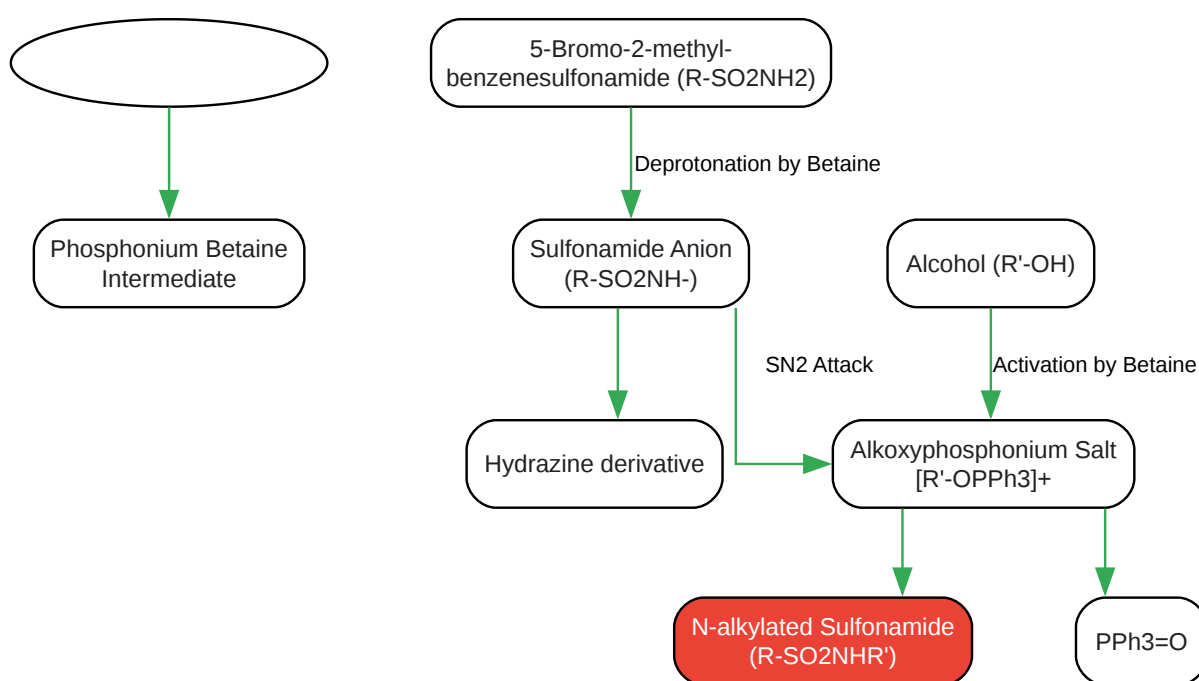 5-Bromo-2-methyl-
benzenesulfonamide (R-SO2NH2)
Deprotonation by Betaine
Phosphonium Betaine
Intermediate
Sulfonamide Anion
(R-SO2NH-)
Alcohol (R'-OH)
SN2 Attack
Activation by Betaine
Hydrazine derivative
Alkoxyphosphonium Salt
[R'-OPPh3]+
N-alkylated Sulfonamide
(R-SO2NHR')
PPh3=O